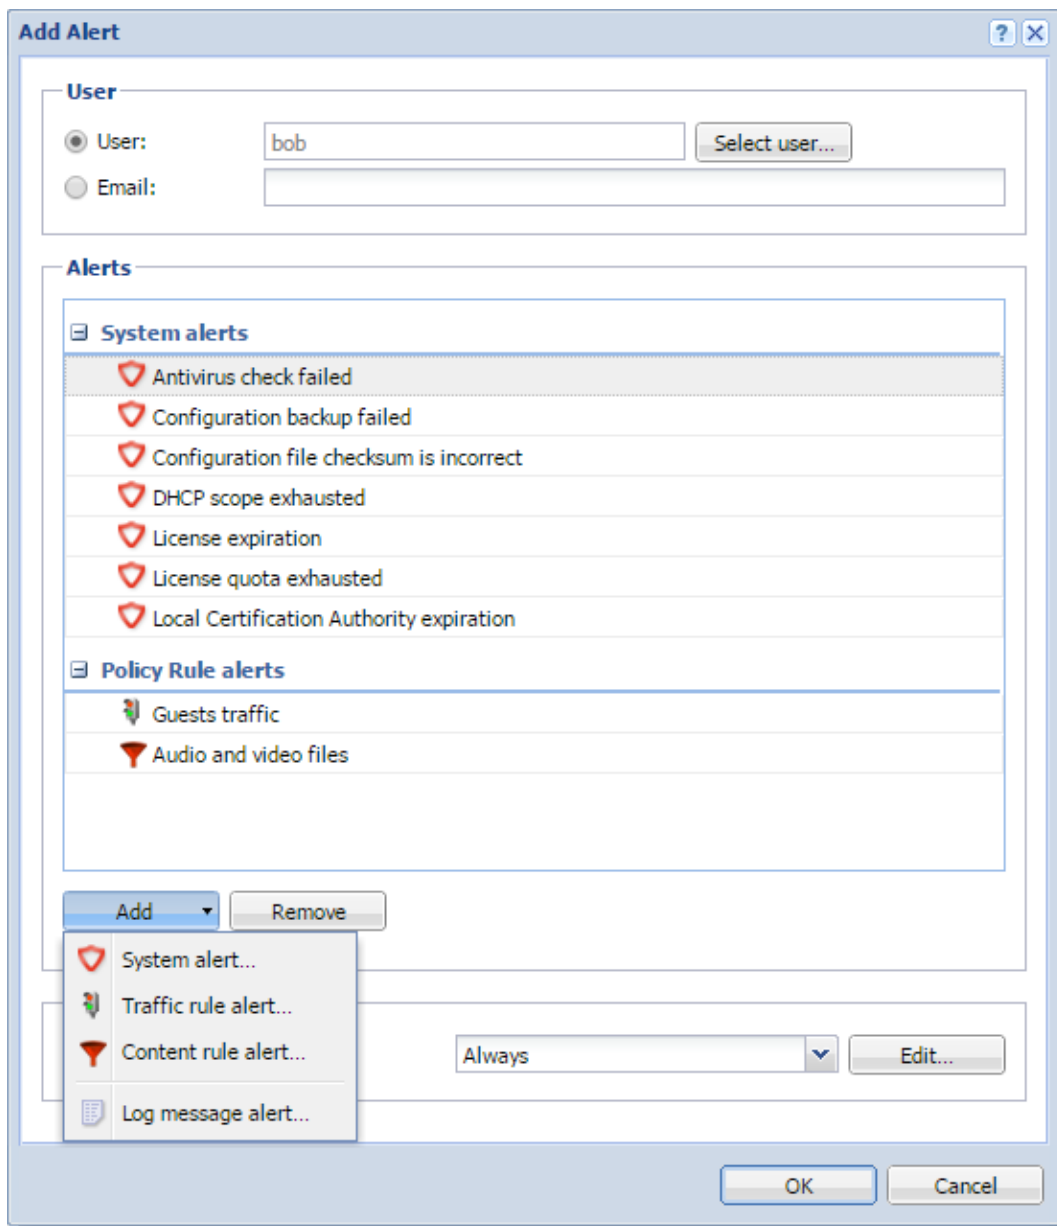 Add Alert
User
User: bob Select user...
Email:
Alerts
System alerts
Antivirus check failed
Configuration backup failed
Configuration file checksum is incorrect
DHCP scope exhausted
License expiration
License quota exhausted
Local Certification Authority expiration
Policy Rule alerts
Guests traffic
Audio and video files
Add Remove
System alert...
Traffic rule alert...
Content rule alert...
Always Edit...
Log message alert...
OK Cancel